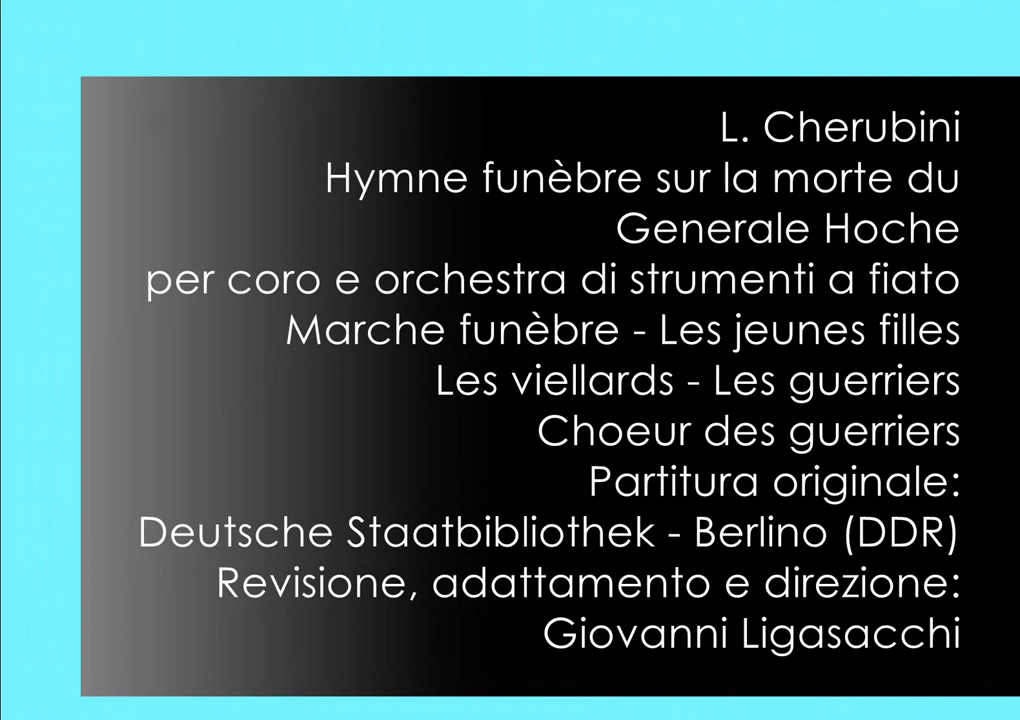 L. Cherubini
Hymne funèbre sur la morte du
Generale Hoche
per coro e orchestra di strumenti a fiato
Marche funèbre - Les jeunes filles
Les viellards - Les guerriers
Choeur des guerriers
Partitura originale:
Deutsche Staatbibliothek - Berlino (DDR)
Revisione, adattamento e direzione:
Giovanni Ligasacchi